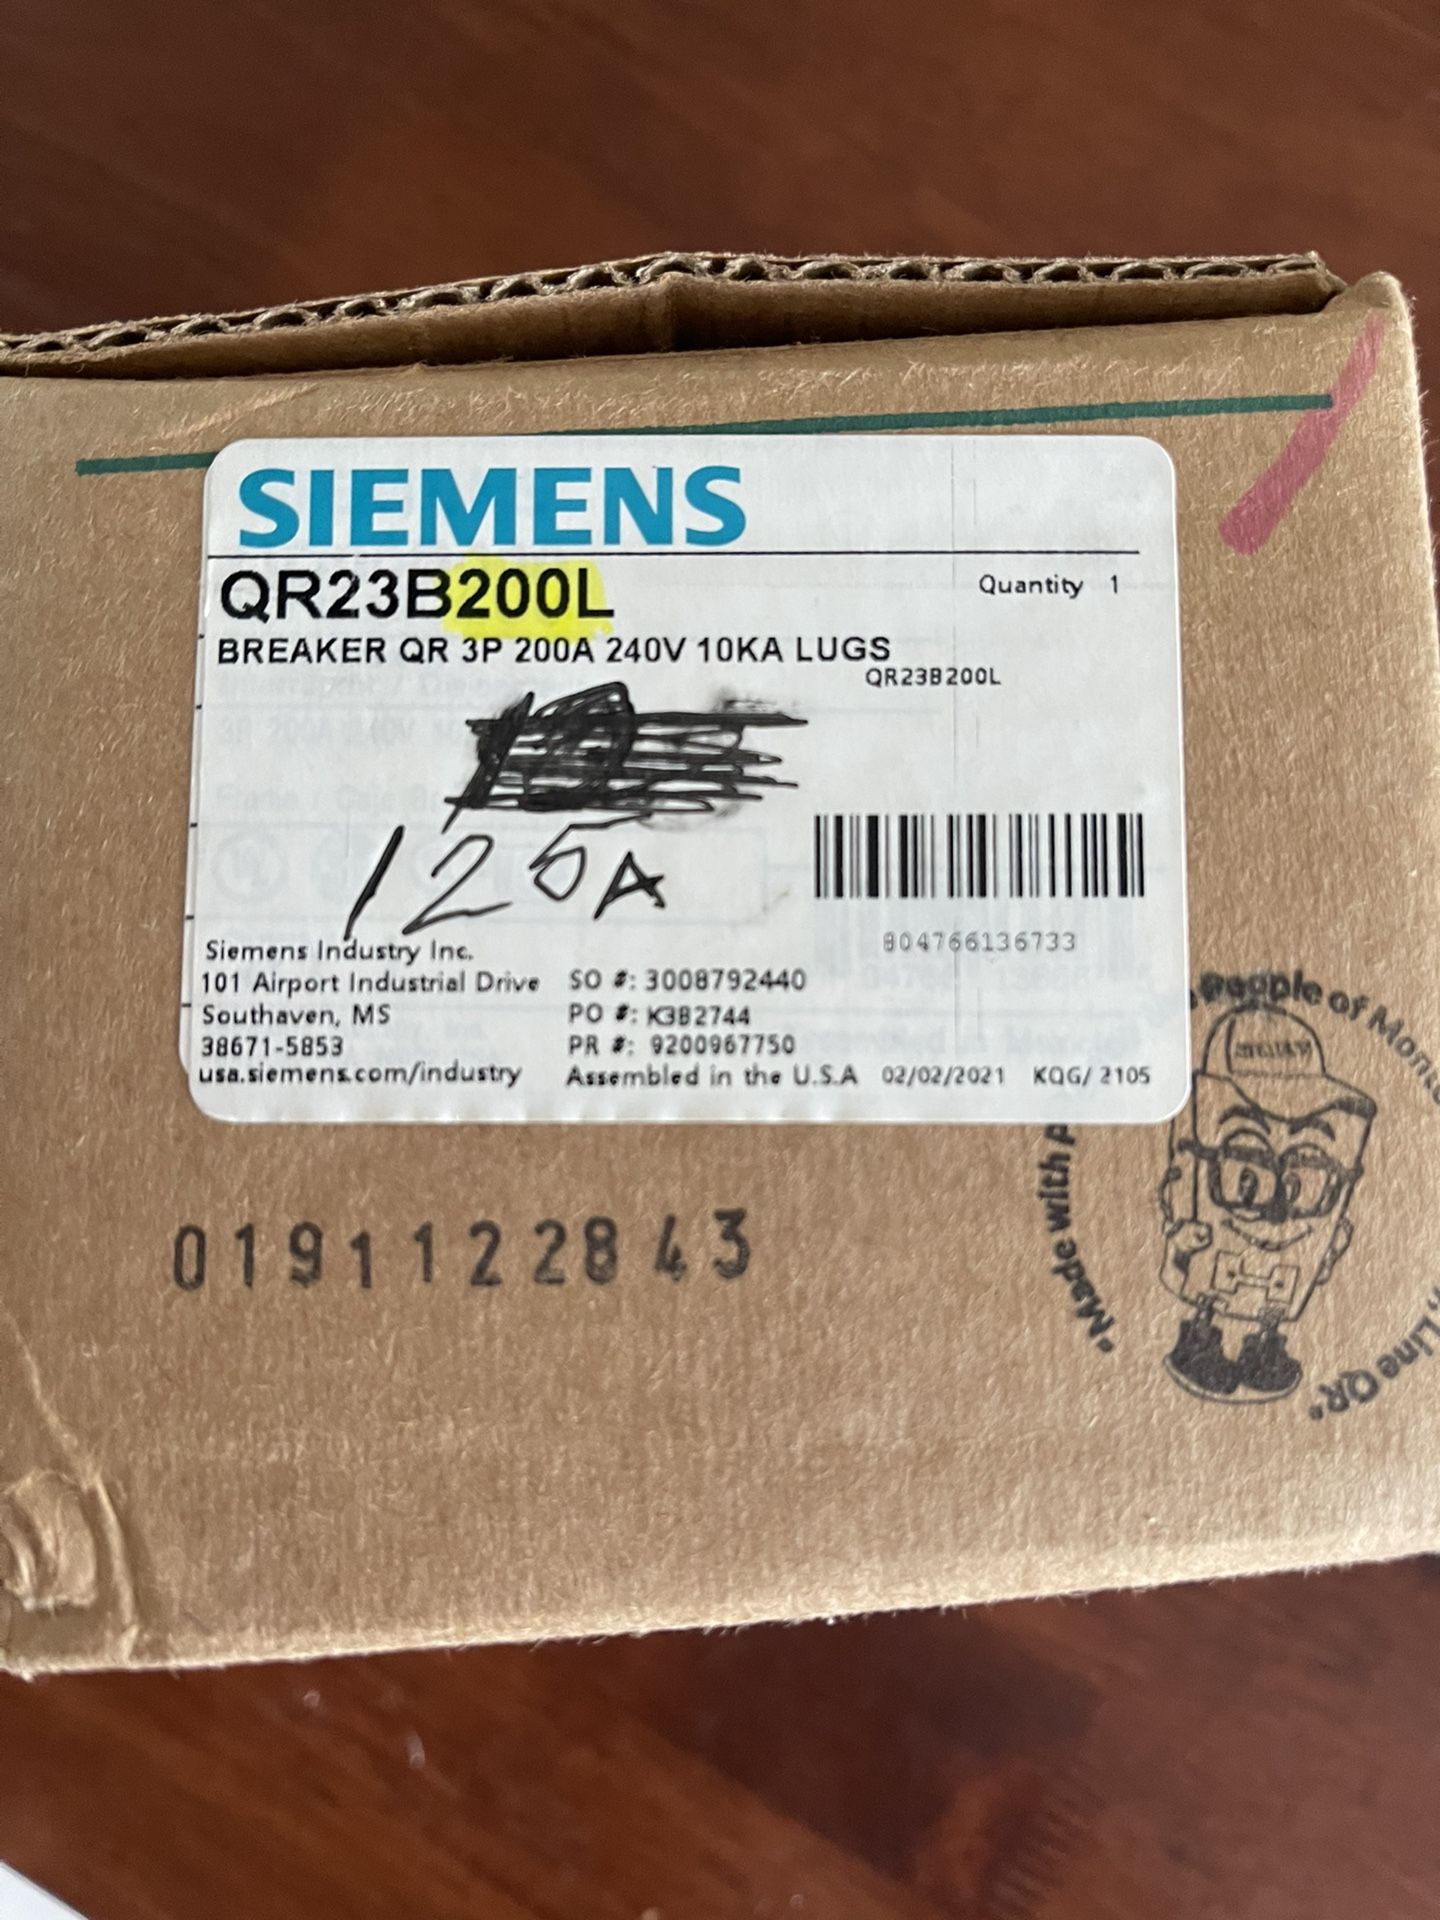 SIEMENS
QR23B200L
Quantity 1
BREAKER QR 3P 200A 240V 10KA LUGS
QR23B200L
125A
804766136733
Siemens Industry Inc.
101 Airport Industrial Drive SO #: 3008792440
Southaven, MS PO #: K3B2744
38671-5853 PR #: 9200967750
usa.siemens.com/industry Assembled in the U.S.A 02/02/2021 KQG/ 2105
0191122843
"Made with
people of
Line QR"